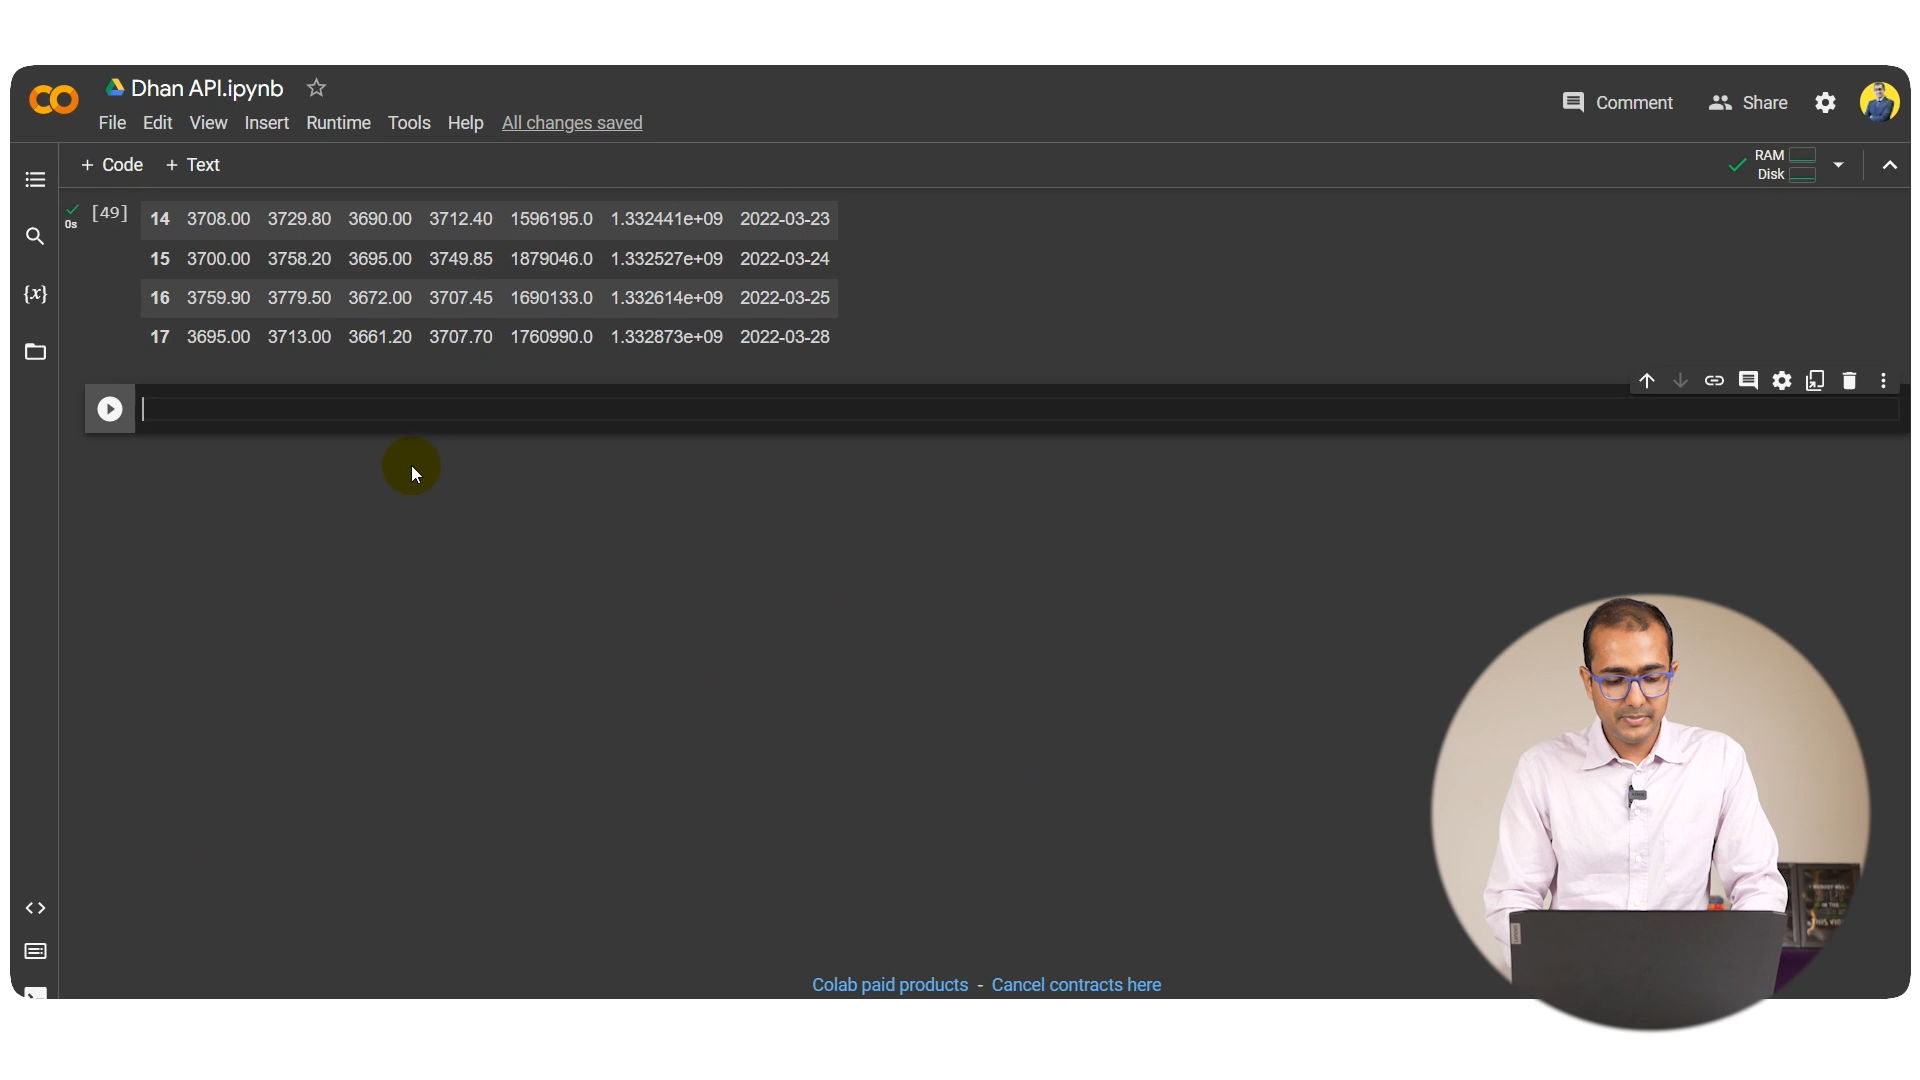 Dhan API.ipynb
File Edit View Insert Runtime Tools Help All changes saved
Comment Share
+ Code + Text
RAM
Disk
[49] 14 3708.00 3729.80 3690.00 3712.40 1596195.0 1.332441e+09 2022-03-23
0s
15 3700.00 3758.20 3695.00 3749.85 1879046.0 1.332527e+09 2022-03-24
{x} 16 3759.90 3779.50 3672.00 3707.45 1690133.0 1.332614e+09 2022-03-25
17 3695.00 3713.00 3661.20 3707.70 1760990.0 1.332873e+09 2022-03-28
Colab paid products - Cancel contracts here